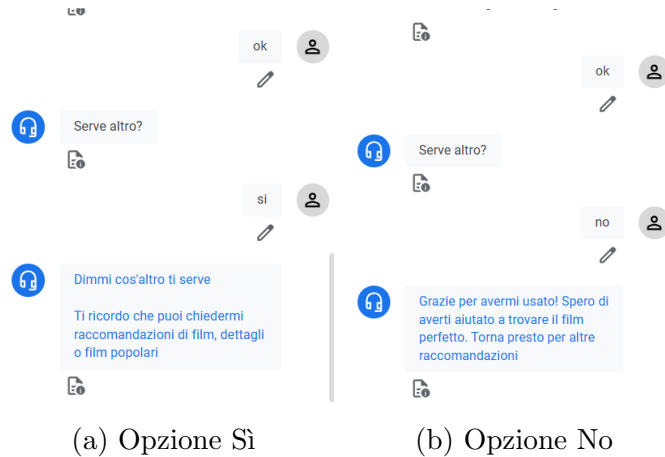 ok
Serve altro?
si
Dimmi cos'altro ti serve
Ti ricordo che puoi chiedermi
raccomandazioni di film, dettagli
o film popolari
(a) Opzione Sì
ok
Serve altro?
no
Grazie per avermi usato! Spero di
averti aiutato a trovare il film
perfetto. Torna presto per altre
raccomandazioni
(b) Opzione No